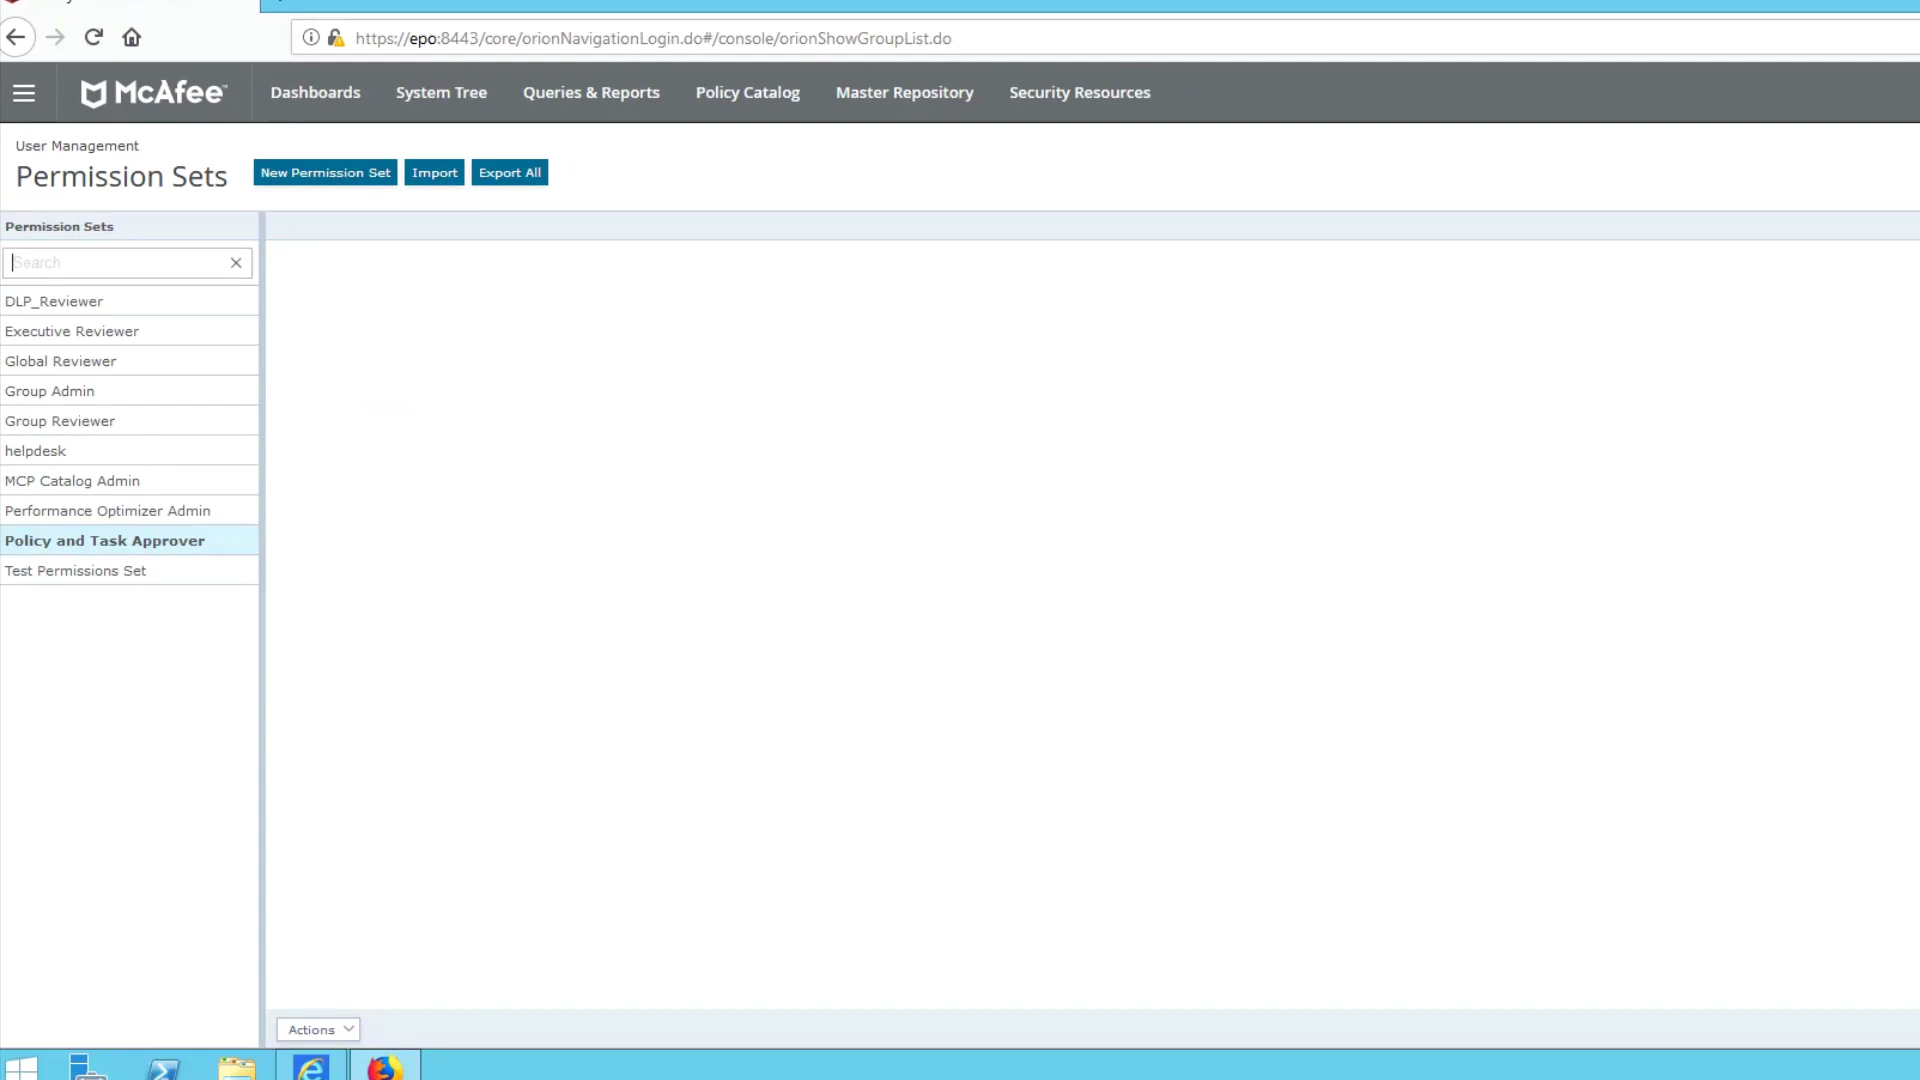 https://epo:8443/core/orionNavigationLogin.do#/console/orionShowGroupList.do
McAfee Dashboards System Tree Queries & Reports Policy Catalog Master Repository Security Resources
User Management
Permission Sets New Permission Set Import Export All
Permission Sets
Search
DLP_Reviewer
Executive Reviewer
Global Reviewer
Group Admin
Group Reviewer
helpdesk
MCP Catalog Admin
Performance Optimizer Admin
Policy and Task Approver
Test Permissions Set
Actions